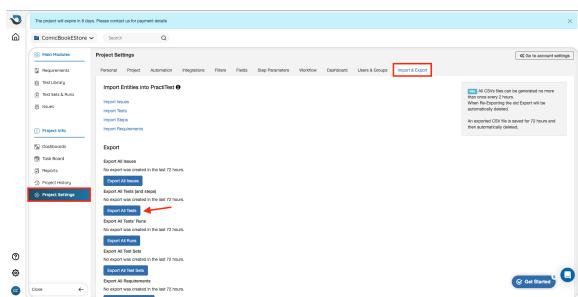 The project will expire in 8 days. Please contact us for payment details.
ComicBookEStore
Search
Main Modules
Project Settings
Go to account settings
Requirements
Personal Project Automation Integrations Filters Fields Step Parameters Workflow Dashboard Users & Groups Import & Export
Test Library
Test Sets & Runs
Issues
Import Entities into PractiTest
All CSVs files can be generated no more
than once every 2 hours.
When Re-Exporting the old Export will be
automatically deleted.
An exported CSV file is saved for 72 hours and
then automatically deleted.
Import Issues
Import Tests
Import Steps
Import Requirements
Project Info
Dashboards
Task Board
Reports
Project History
Project Settings
Export
Export All Issues
No export was created in the last 72 hours.
Export All Issues
Export All Tests (and steps)
No export was created in the last 72 hours.
Export All Tests
Export All Tests' Runs
No export was created in the last 72 hours.
Export All Runs
Export All Test Sets
No export was created in the last 72 hours.
Export All Test Sets
Export All Requirements
No export was created in the last 72 hours.
Close
Get Started